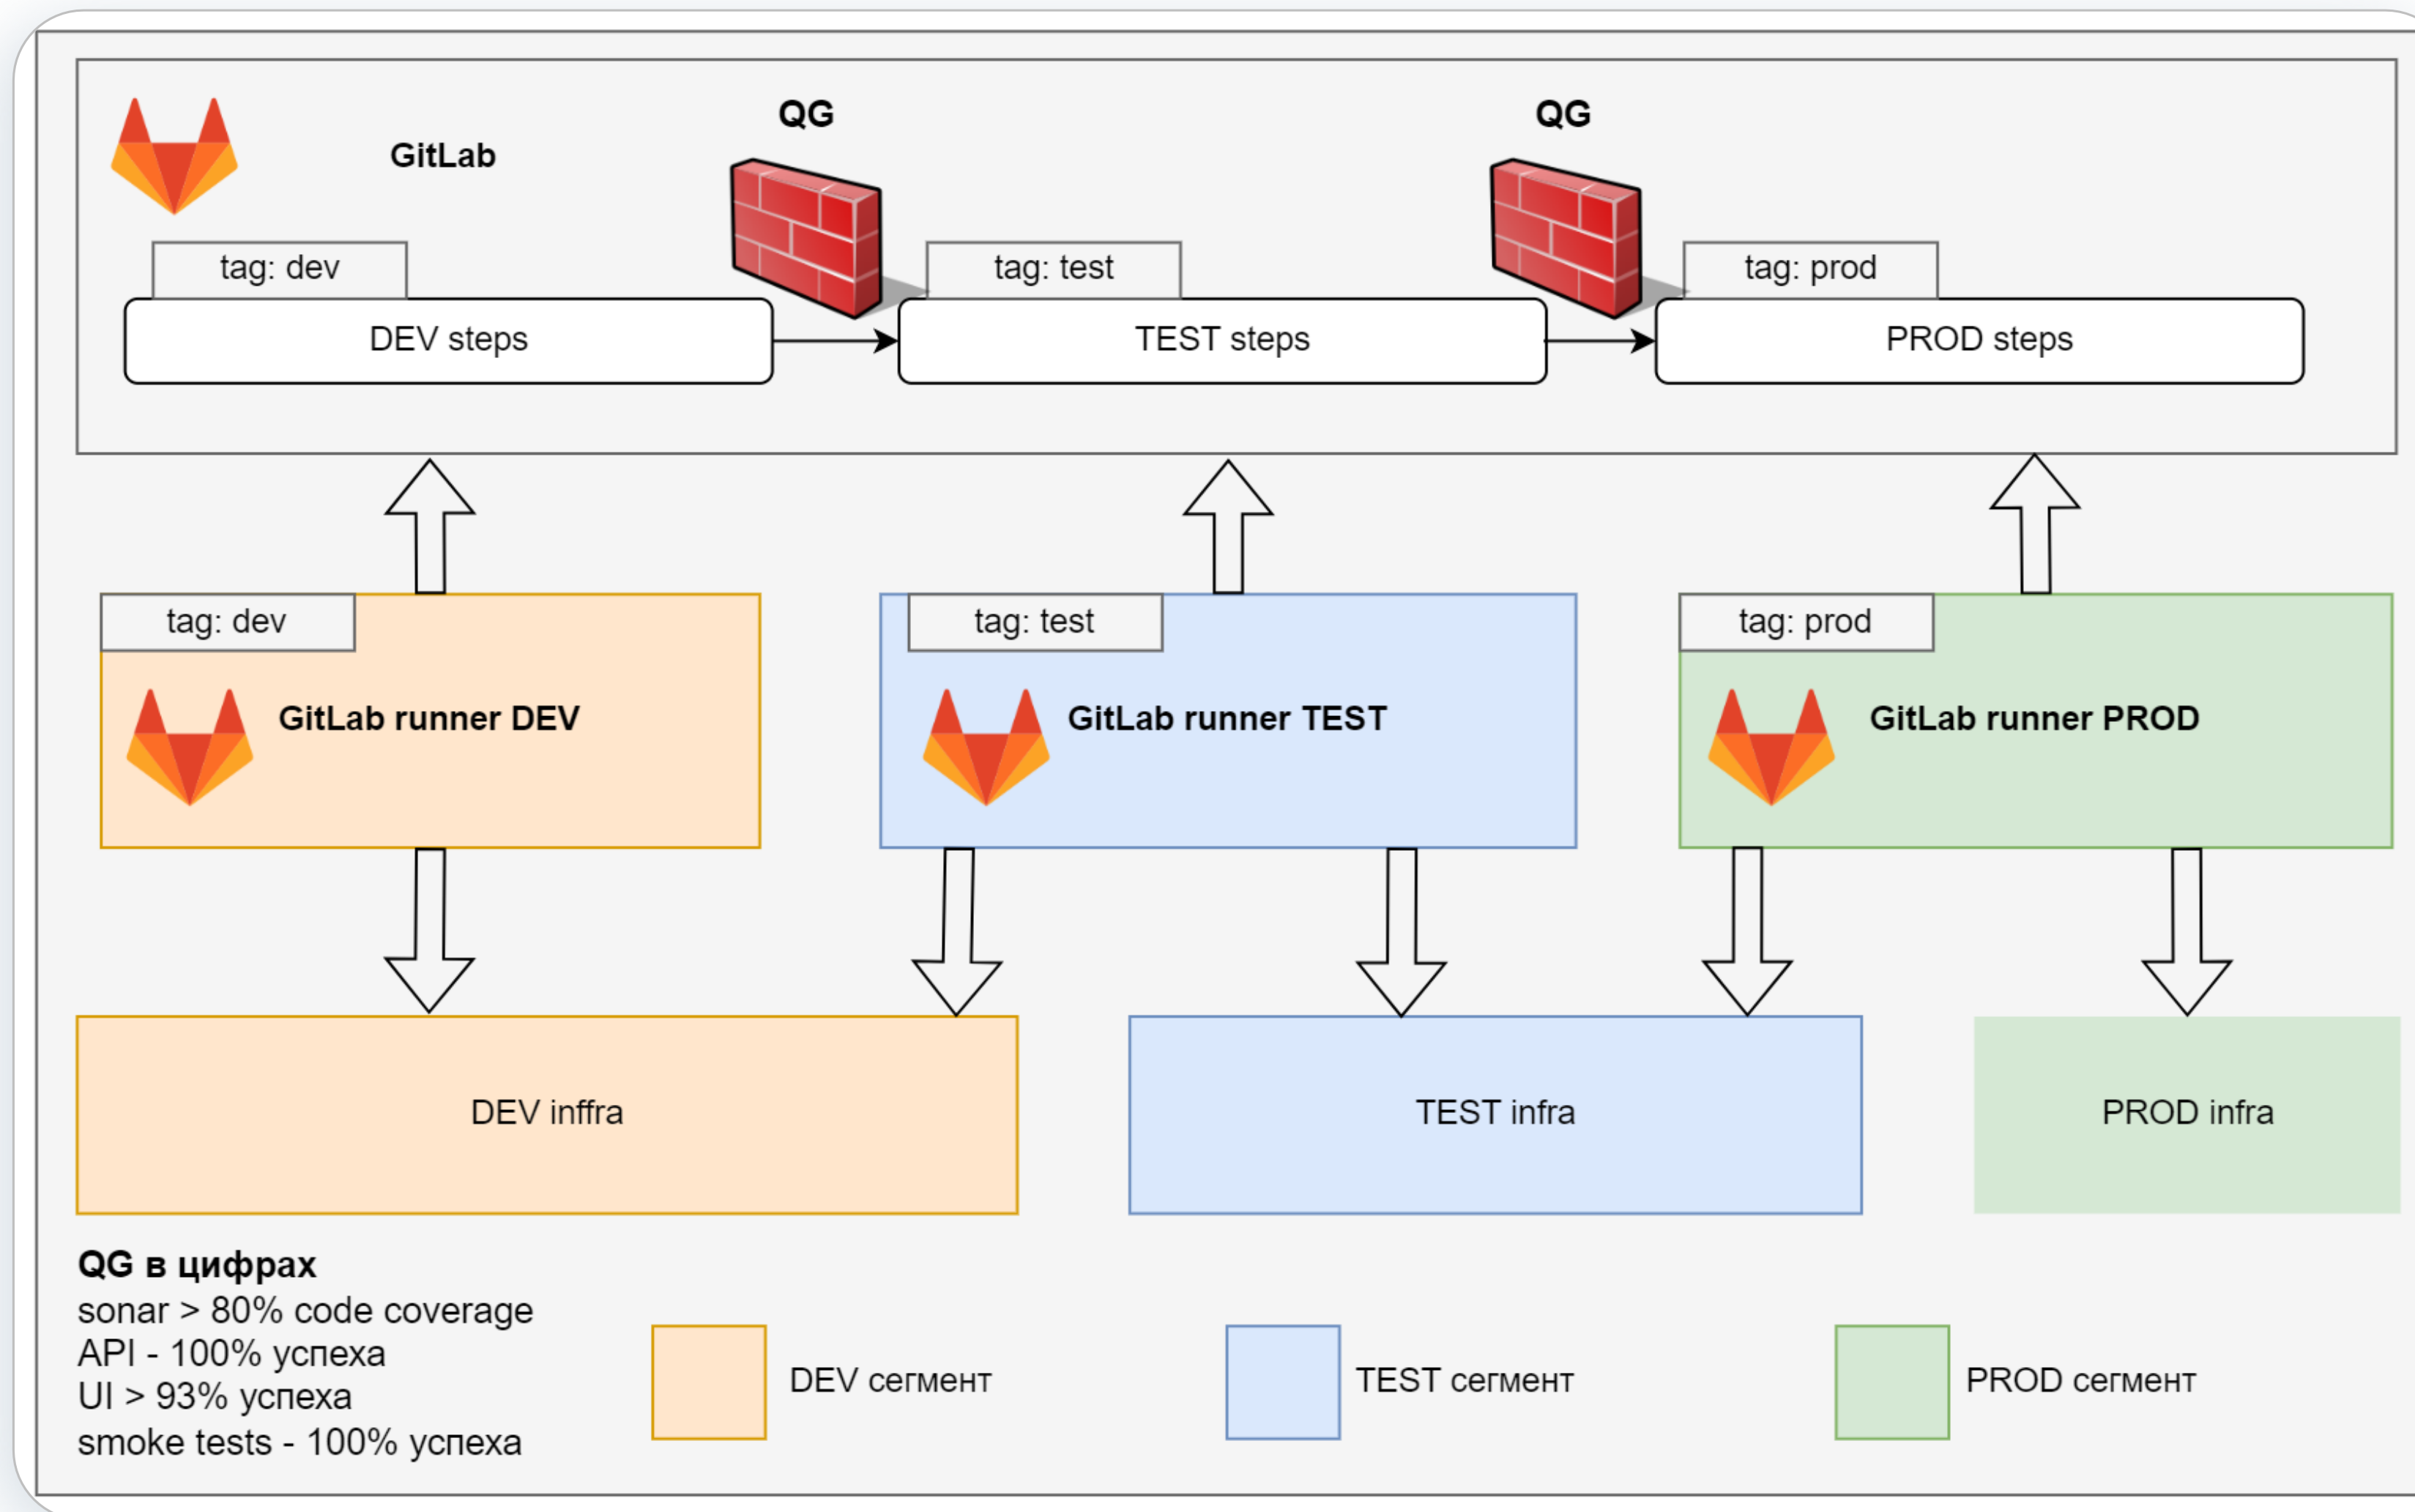 QG
QG
GitLab
tag: dev
tag: test
tag: prod
DEV steps
TEST steps
PROD steps
tag: dev
tag: test
tag: prod
GitLab runner DEV
GitLab runner TEST
GitLab runner PROD
DEV inffra
TEST infra
PROD infra
QG в цифрах
sonar > 80% code coverage
API - 100% успеха
UI > 93% успеха
smoke tests - 100% успеха
DEV сегмент
TEST сегмент
PROD сегмент